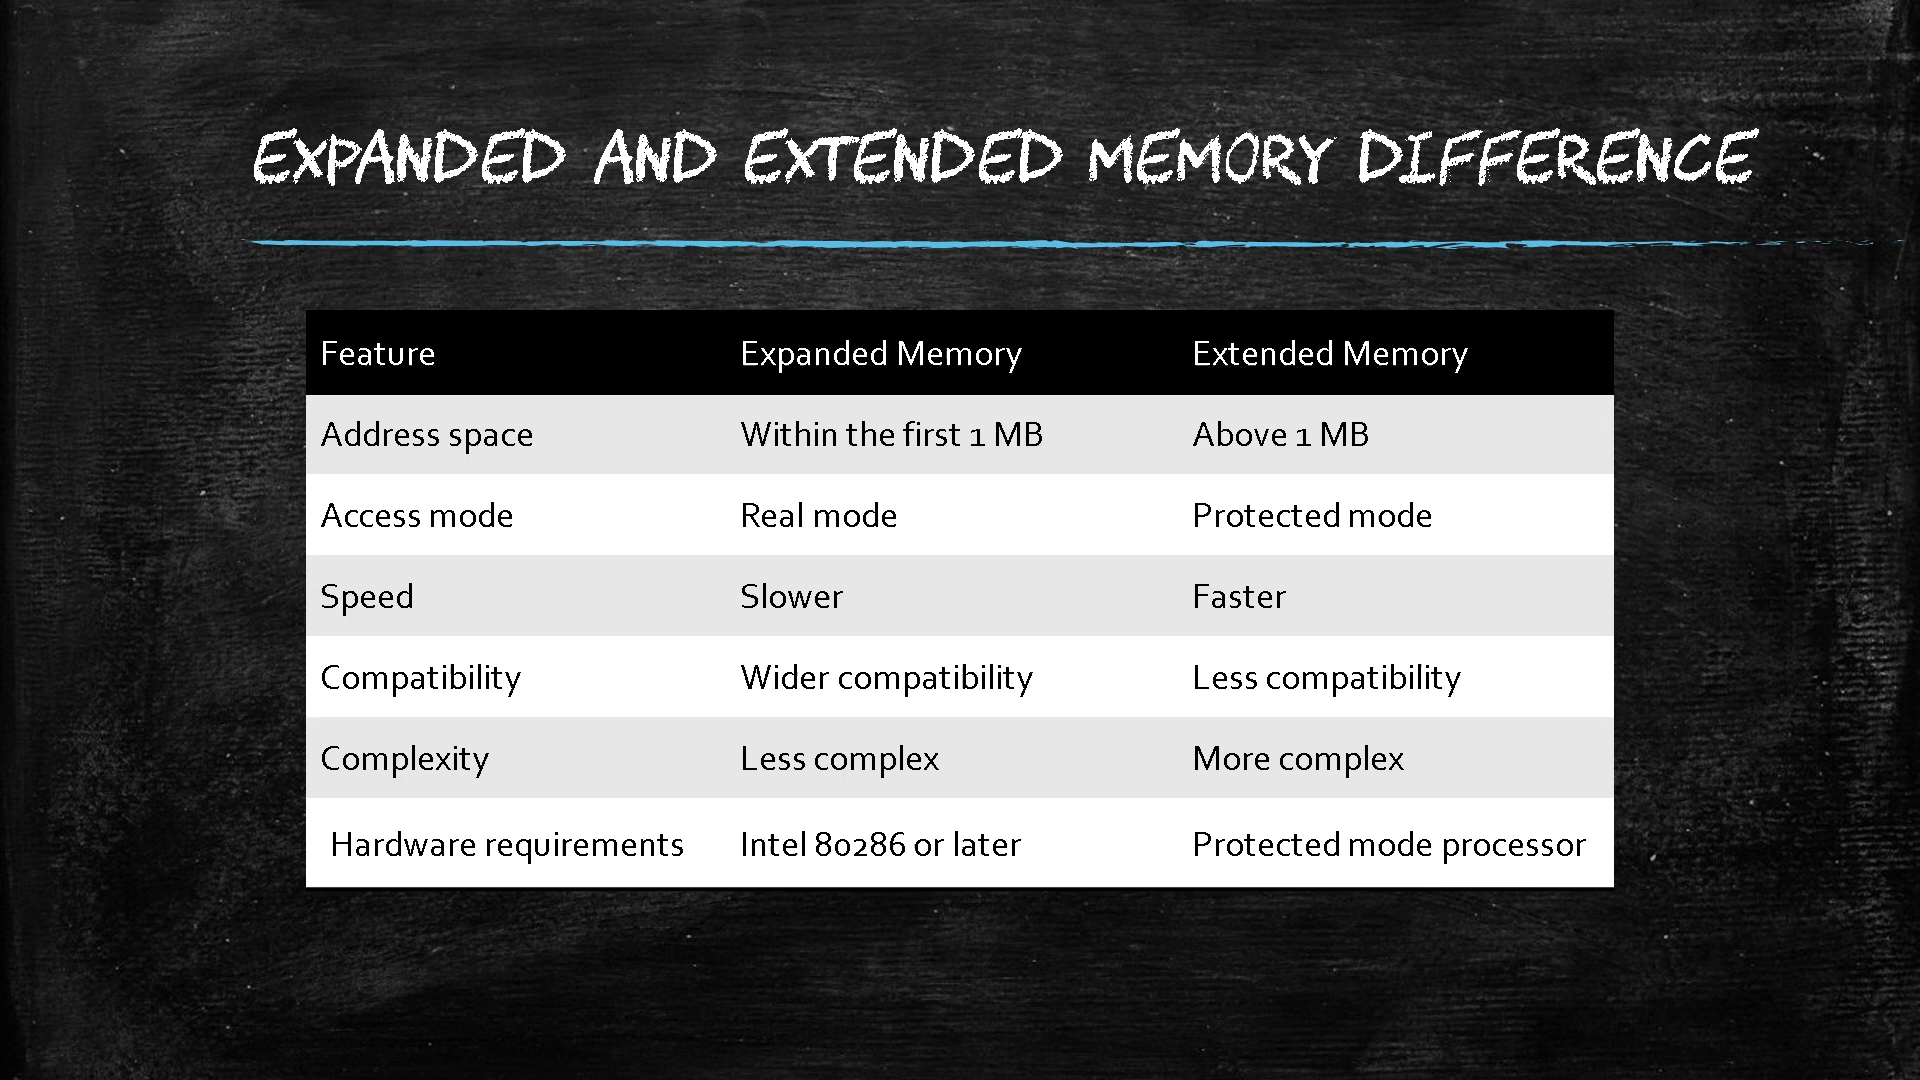 EXPANDED AND EXTENDED MEMORY DIFFERENCE
Feature Expanded Memory Extended Memory
Address space Within the first 1 MB Above 1 MB
Access mode Real mode Protected mode
Speed Slower Faster
Compatibility Wider compatibility Less compatibility
Complexity Less complex More complex
Hardware requirements Intel 80286 or later Protected mode processor